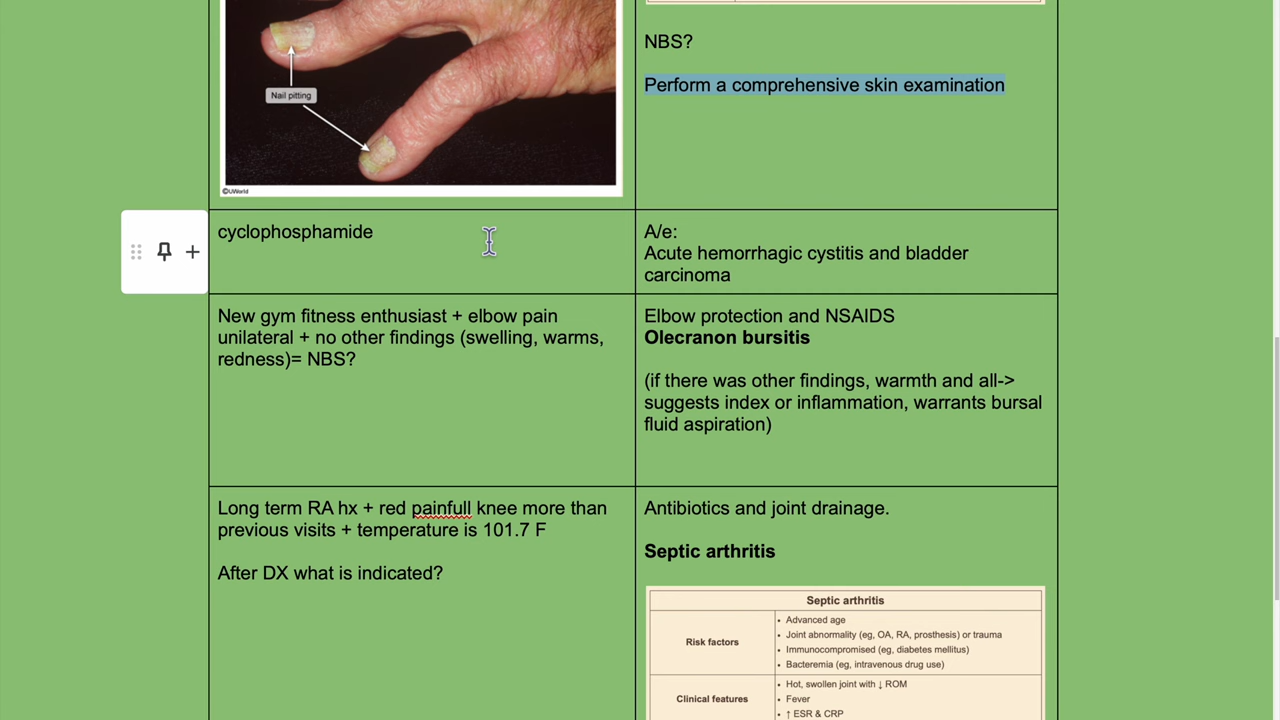 Nail pitting
©UWorld
NBS?
Perform a comprehensive skin examination
cyclophosphamide
A/e:
Acute hemorrhagic cystitis and bladder
carcinoma
New gym fitness enthusiast + elbow pain
unilateral + no other findings (swelling, warms,
redness)= NBS?
Elbow protection and NSAIDS
Olecranon bursitis
(if there was other findings, warmth and all->
suggests index or inflammation, warrants bursal
fluid aspiration)
Long term RA hx + red painfull knee more than
previous visits + temperature is 101.7 F
After DX what is indicated?
Antibiotics and joint drainage.
Septic arthritis
Septic arthritis
Risk factors
• Advanced age
• Joint abnormality (eg, OA, RA, prosthesis) or trauma
• Immunocompromised (eg, diabetes mellitus)
• Bacteremia (eg, intravenous drug use)
Clinical features
• Hot, swollen joint with ↓ ROM
• Fever
• ↑ ESR & CRP